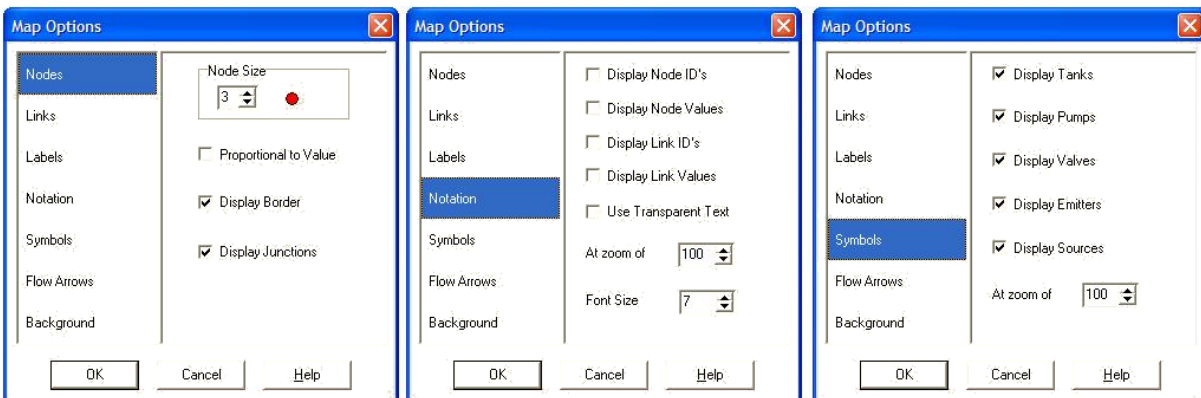 Map Options
Nodes
Links
Labels
Notation
Symbols
Flow Arrows
Background
Node Size
3
Proportional to Value
Display Border
Display Junctions
OK
Cancel
Help
Map Options
Nodes
Links
Labels
Notation
Symbols
Flow Arrows
Background
Display Node ID's
Display Node Values
Display Link ID's
Display Link Values
Use Transparent Text
At zoom of
100
Font Size
7
OK
Cancel
Help
Map Options
Nodes
Links
Labels
Notation
Symbols
Flow Arrows
Background
Display Tanks
Display Pumps
Display Valves
Display Emitters
Display Sources
At zoom of
100
OK
Cancel
Help